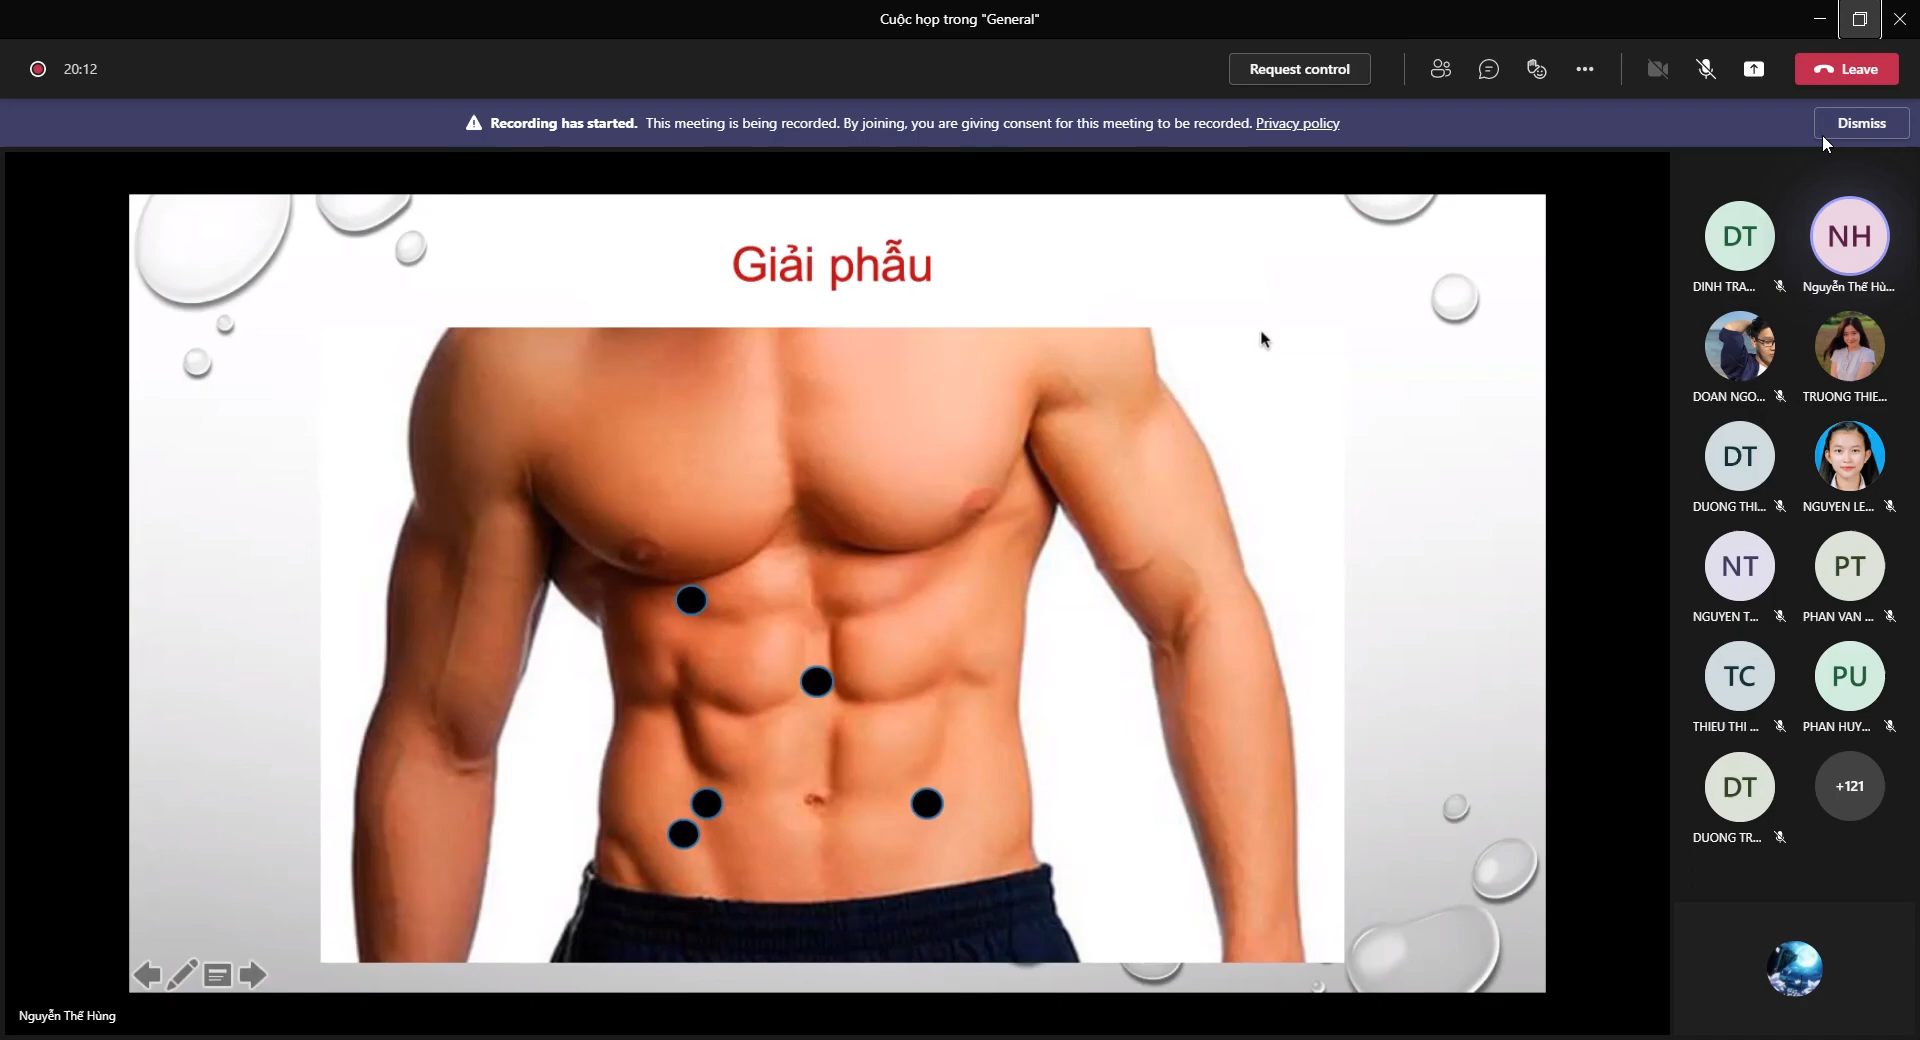 Cuộc họp trong "General"
20:12
Request control
Leave
Recording has started. This meeting is being recorded. By joining, you are giving consent for this meeting to be recorded. Privacy policy
Dismiss
Giải phẫu
DT
NH
DINH TRA...
Nguyễn Thế Hù...
DOAN NGO...
TRUONG THIE...
DT
DUONG THI...
NGUYEN LE...
NT
PT
NGUYEN T...
PHAN VAN ...
TC
PU
THIEU THI ...
PHAN HUY...
DT
+121
DUONG TR...
Nguyễn Thế Hùng